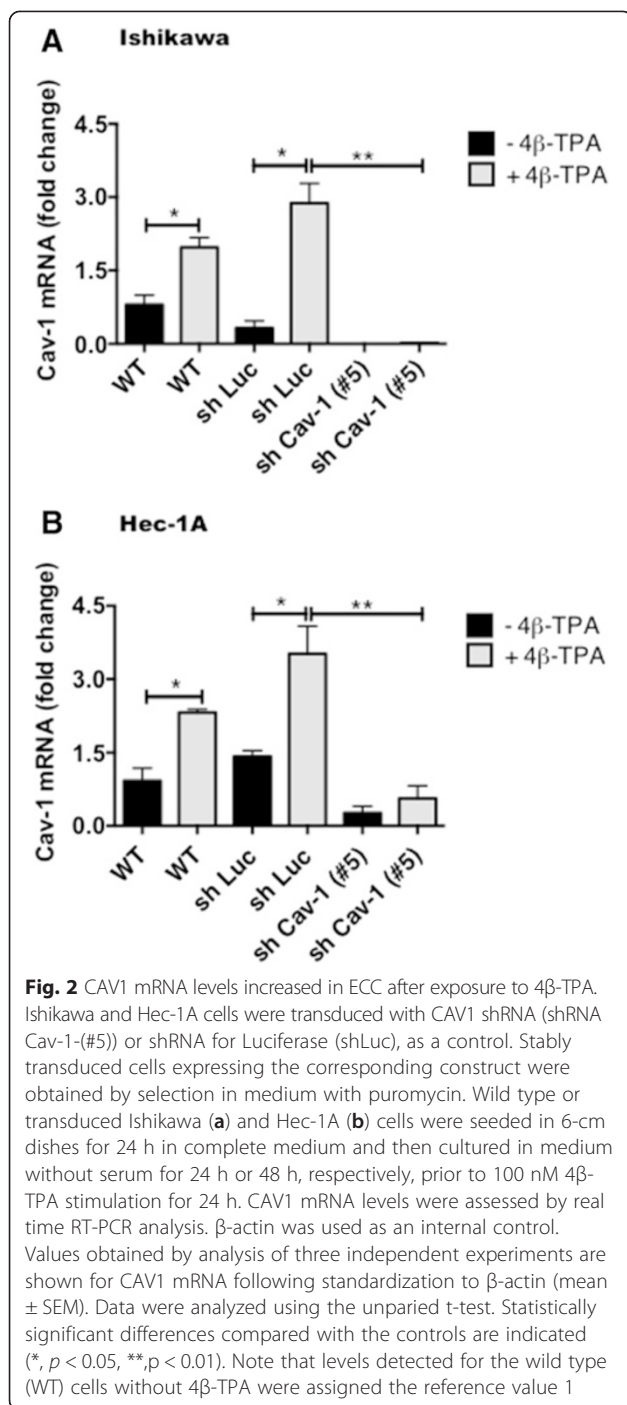 A Ishikawa
Cav-1 mRNA (fold change)
4.5
3.0
1.5
0.0
*
*
**
- 4β-TPA
+ 4β-TPA
WT
WT
sh Luc
sh Luc
sh Cav-1 (#5)
sh Cav-1 (#5)
B Hec-1A
Cav-1 mRNA (fold change)
4.5
3.0
1.5
0.0
*
*
**
- 4β-TPA
+ 4β-TPA
WT
WT
sh Luc
sh Luc
sh Cav-1 (#5)
sh Cav-1 (#5)
Fig. 2 CAV1 mRNA levels increased in ECC after exposure to 4β-TPA.
Ishikawa and Hec-1A cells were transduced with CAV1 shRNA (shRNA
Cav-1-(#5)) or shRNA for Luciferase (shLuc), as a control. Stably
transduced cells expressing the corresponding construct were
obtained by selection in medium with puromycin. Wild type or
transduced Ishikawa (a) and Hec-1A (b) cells were seeded in 6-cm
dishes for 24 h in complete medium and then cultured in medium
without serum for 24 h or 48 h, respectively, prior to 100 nM 4β-
TPA stimulation for 24 h. CAV1 mRNA levels were assessed by real
time RT-PCR analysis. β-actin was used as an internal control.
Values obtained by analysis of three independent experiments are
shown for CAV1 mRNA following standardization to β-actin (mean
± SEM). Data were analyzed using the unparied t-test. Statistically
significant differences compared with the controls are indicated
(*, p < 0.05, **,p < 0.01). Note that levels detected for the wild type
(WT) cells without 4β-TPA were assigned the reference value 1